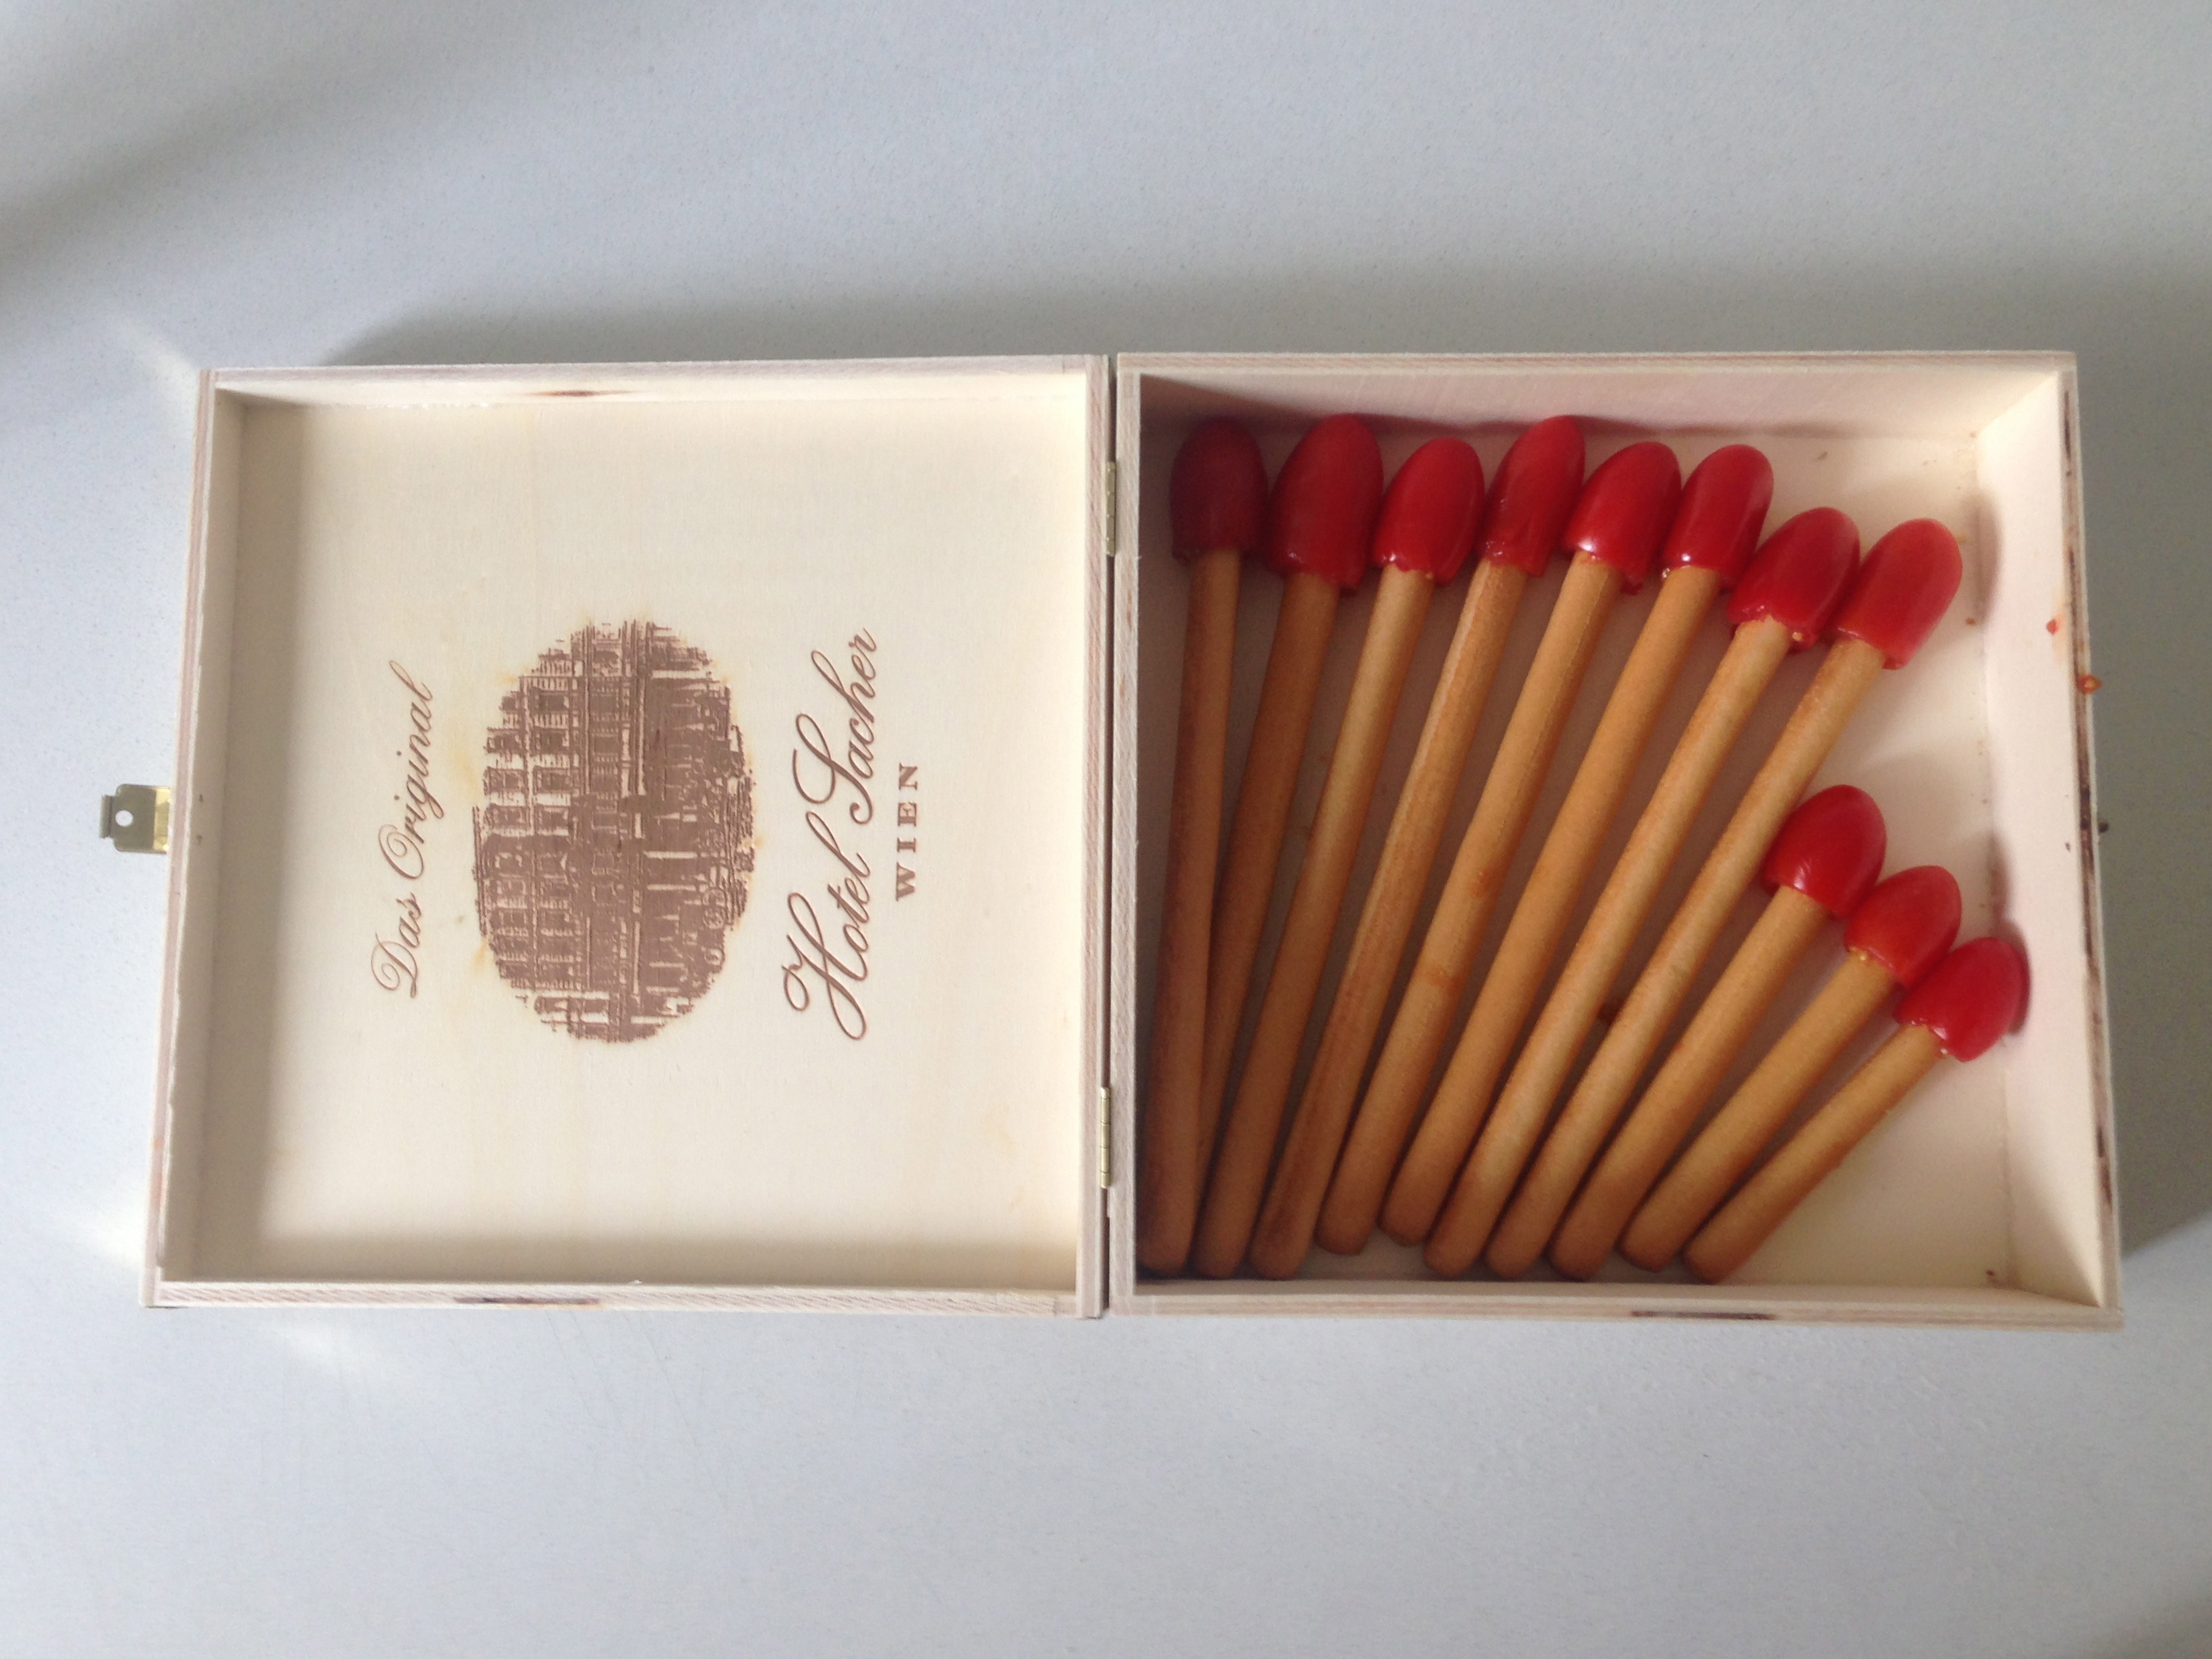 Das Original
Hotel Sacher
WIEN